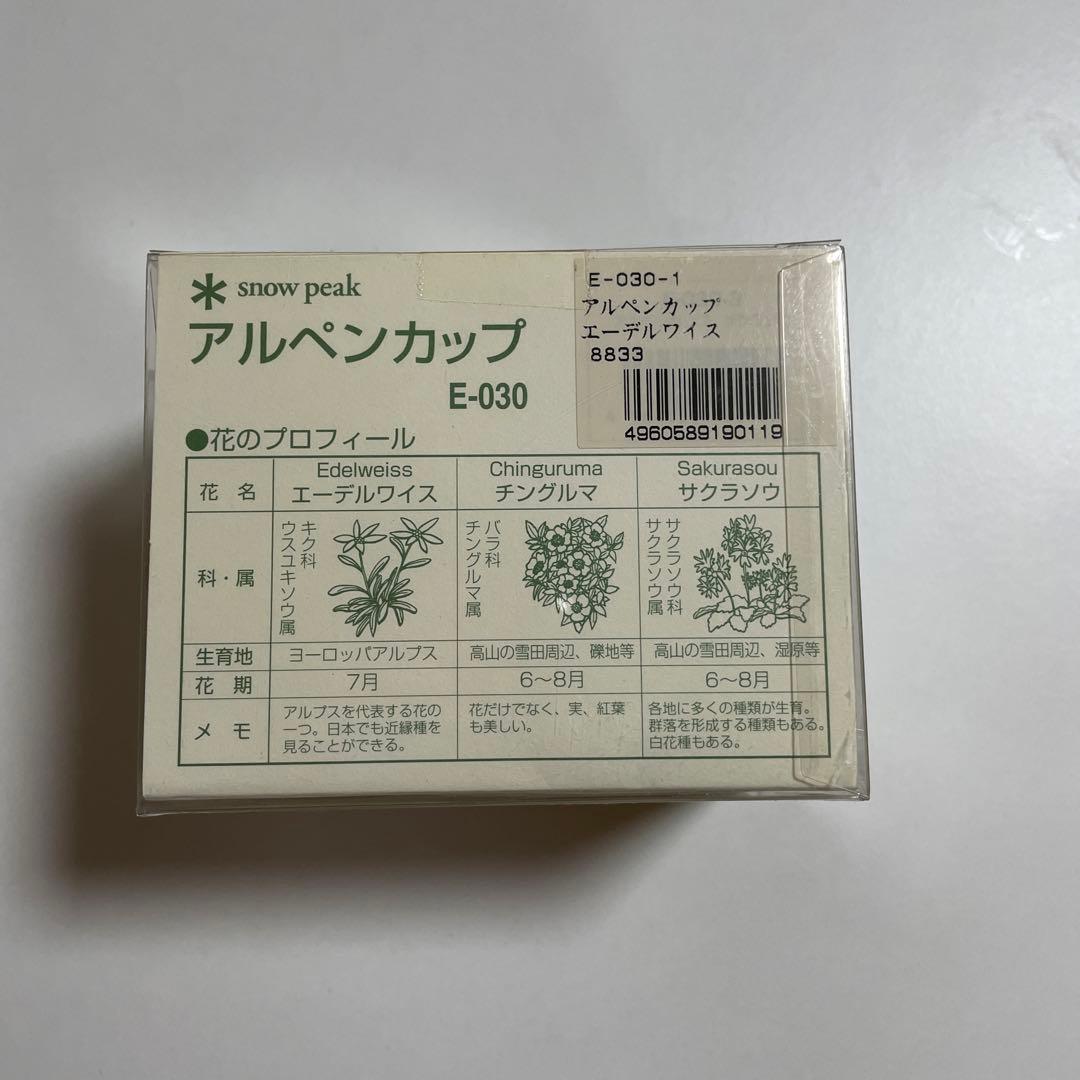 snow peak
アルペンカップ
E-030
E-030-1
アルペンカップ
エーデルワイス
8833
4960589190119
●花のプロフィール
花 名
Edelweiss
エーデルワイス
Chinguruma
チングルマ
Sakurasou
サクラソウ
科・属
キク科
ウスユキソウ属
バラ科
チングルマ属
サクラソウ科
サクラソウ属
生育地
ヨーロッパアルプス
高山の雪田周辺、礫地等
高山の雪田周辺、湿原等
花 期
7月
6〜8月
6〜8月
メ モ
アルプスを代表する花の
一つ。日本でも近縁種を
見ることができる。
花だけでなく、実、紅葉
も美しい。
各地に多くの種類が生育。
群落を形成する種類もある。
白花種もある。